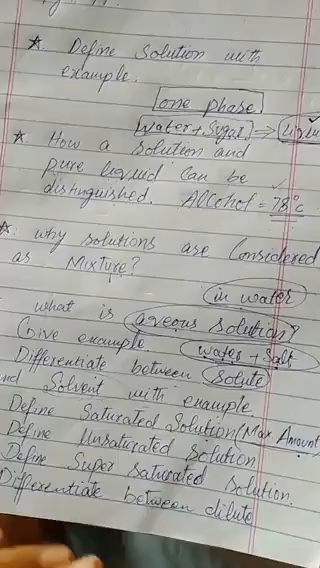 * Define Solution with
example.
one phase
Water + Sugar ⇒
* How a solution and
pure liquid can be
distinguished. Alcohol = 78°C
* why solutions are Considered
as Mixture?
in water
what is aqeous solution?
Give example. water + salt
Differentiate between Solute
and Solvent with example
Define Saturated Solution (Max Amount
Define Unsaturated Solution
Define Super saturated Solution.
Differentiate between dilute